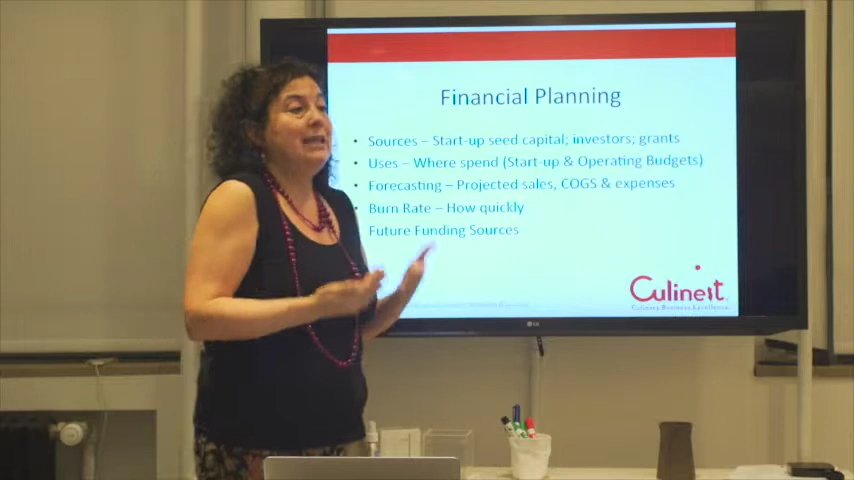 Financial Planning
• Sources – Start-up seed capital; investors; grants
• Uses – Where spend (Start-up & Operating Budgets)
• Forecasting – Projected sales, COGS & expenses
• Burn Rate – How quickly
Future Funding Sources
Culinest
Culinary Business Excellence
LG